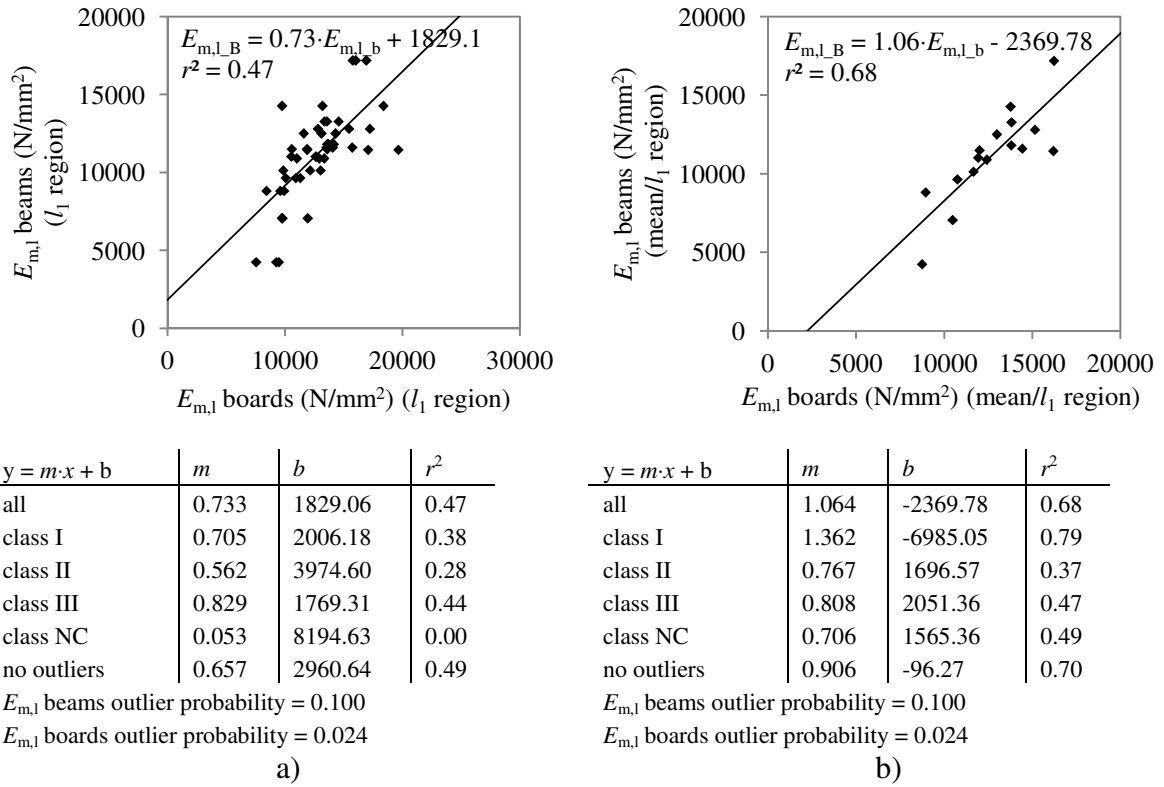 E_m,l_B = 0.73·E_m,l_b + 1829.1
r² = 0.47
20000
15000
10000
5000
0
E_m,l beams (N/mm²)
(l₁ region)
0 10000 20000 30000
E_m,l boards (N/mm²) (l₁ region)
y = m·x + b m b r²
all 0.733 1829.06 0.47
class I 0.705 2006.18 0.38
class II 0.562 3974.60 0.28
class III 0.829 1769.31 0.44
class NC 0.053 8194.63 0.00
no outliers 0.657 2960.64 0.49
E_m,l beams outlier probability = 0.100
E_m,l boards outlier probability = 0.024
a)
E_m,l_B = 1.06·E_m,l_b - 2369.78
r² = 0.68
20000
15000
10000
5000
0
E_m,l beams (N/mm²)
(mean/l₁ region)
0 5000 10000 15000 20000
E_m,l boards (N/mm²) (mean/l₁ region)
y = m·x + b m b r²
all 1.064 -2369.78 0.68
class I 1.362 -6985.05 0.79
class II 0.767 1696.57 0.37
class III 0.808 2051.36 0.47
class NC 0.706 1565.36 0.49
no outliers 0.906 -96.27 0.70
E_m,l beams outlier probability = 0.100
E_m,l boards outlier probability = 0.024
b)